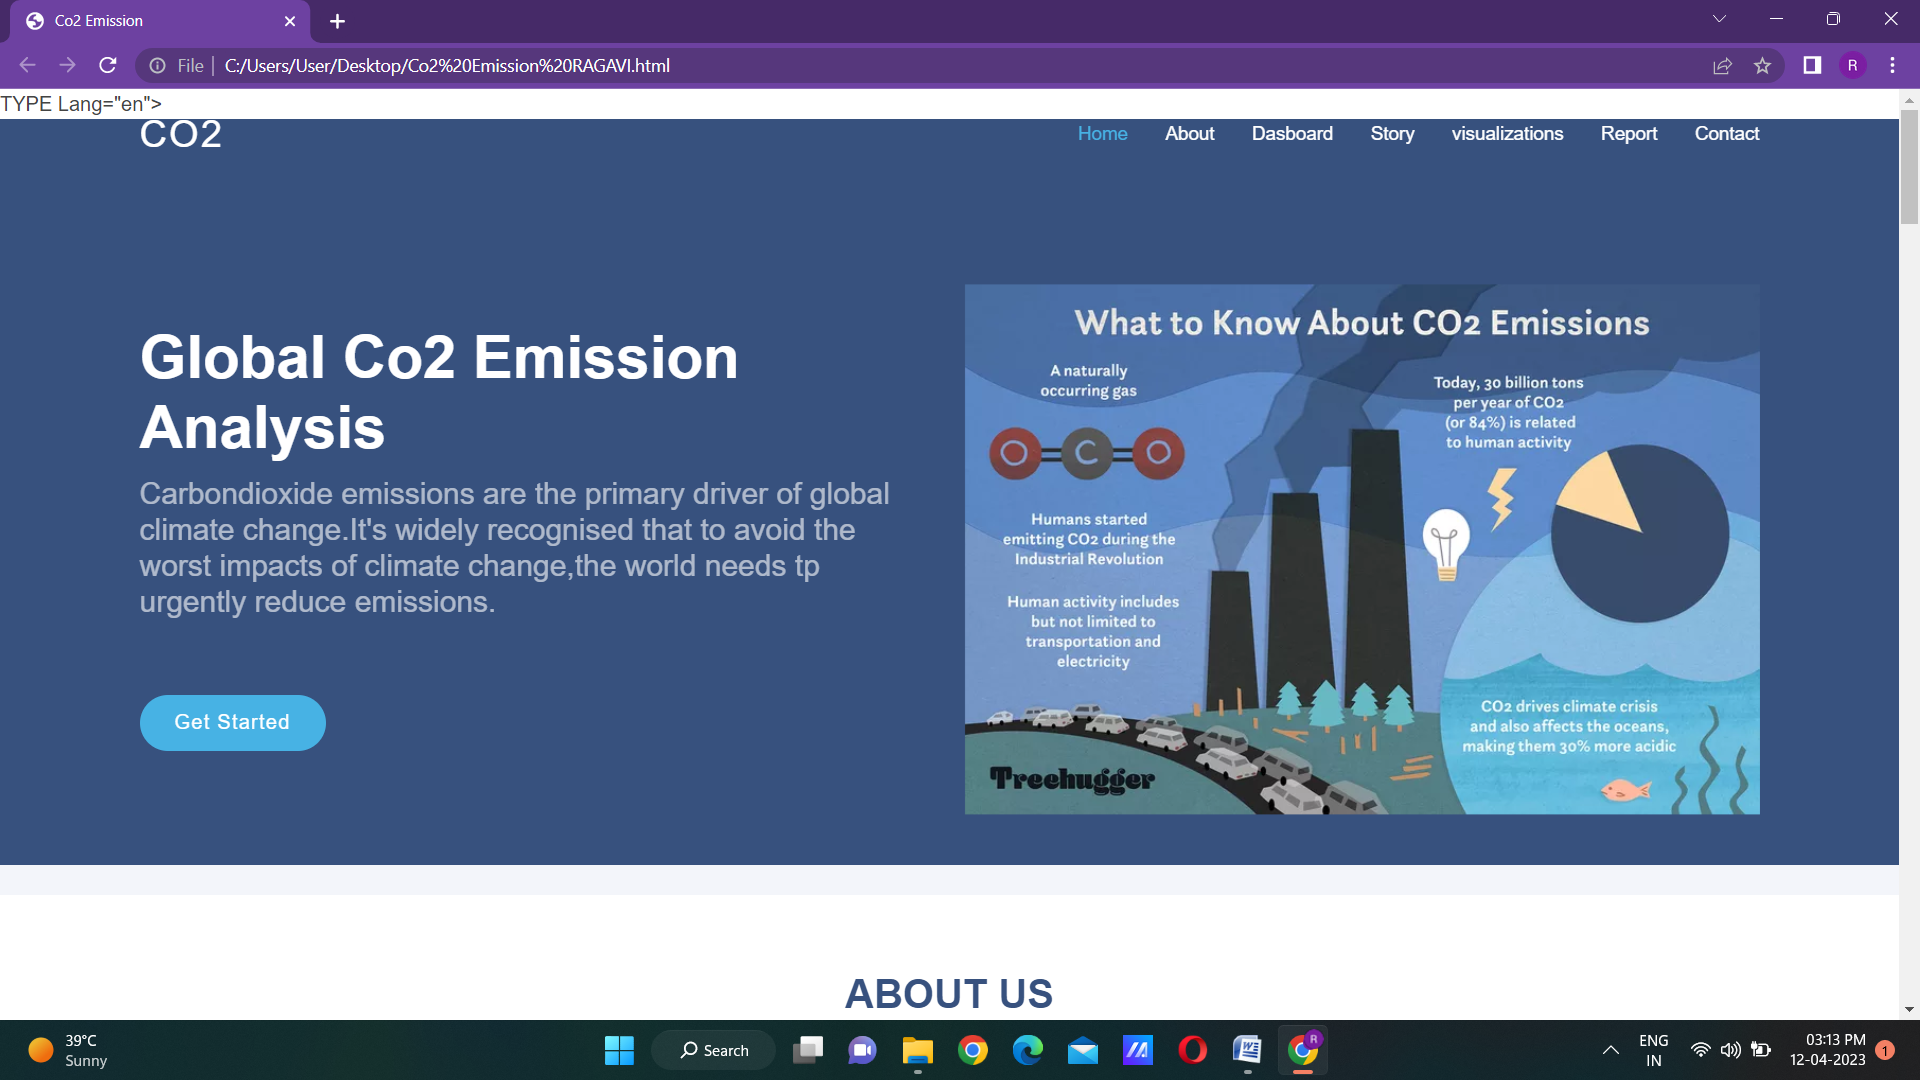 Co2 Emission
File
C:/Users/User/Desktop/Co2%20Emission%20RAGAVI.html
R
TYPE Lang="en">
CO2
Home About Dasboard Story visualizations Report Contact
Global Co2 Emission
Analysis
Carbondioxide emissions are the primary driver of global
climate change.It's widely recognised that to avoid the
worst impacts of climate change,the world needs tp
urgently reduce emissions.
Get Started
What to Know About CO2 Emissions
A naturally
occurring gas
O C O
Humans started
emitting CO2 during the
Industrial Revolution
Human activity includes
but not limited to
transportation and
electricity
Treehugger
Today, 30 billion tons
per year of CO2
(or 84%) is related
to human activity
CO2 drives climate crisis
and also affects the oceans,
making them 30% more acidic
ABOUT US
39°C
Sunny
Search
R
ENG
IN
03:13 PM
12-04-2023
1